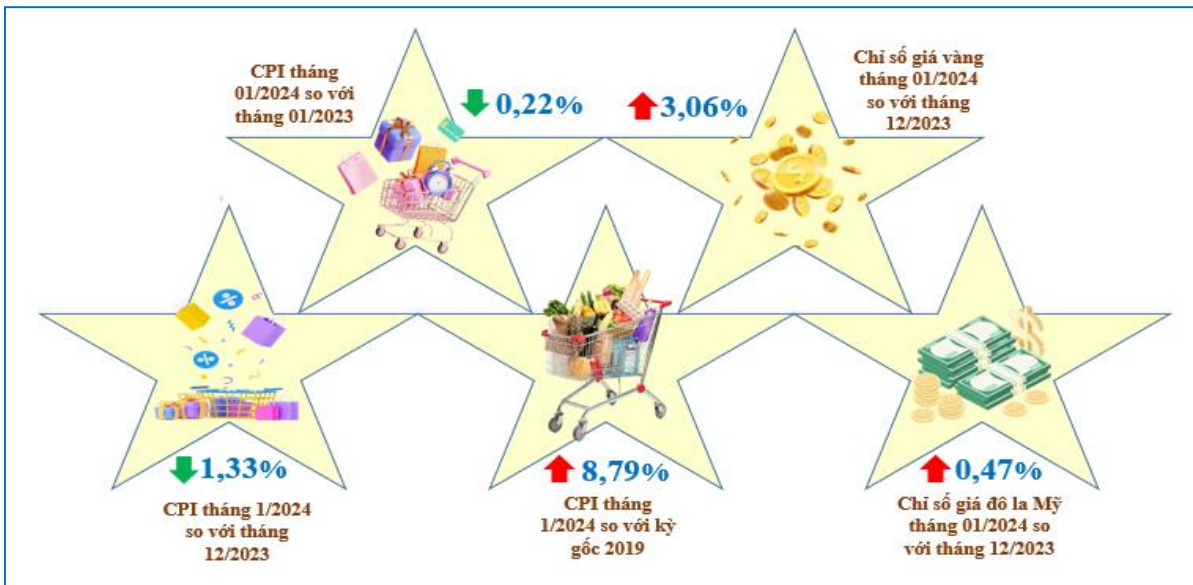 CPI tháng
01/2024 so với
tháng 01/2023
0,22%
3,06%
Chỉ số giá vàng
tháng 01/2024
so với tháng
12/2023
1,33%
CPI tháng 1/2024
so với tháng
12/2023
8,79%
CPI tháng
1/2024 so với kỳ
gốc 2019
0,47%
Chỉ số giá đô la Mỹ
tháng 01/2024 so
với tháng 12/2023